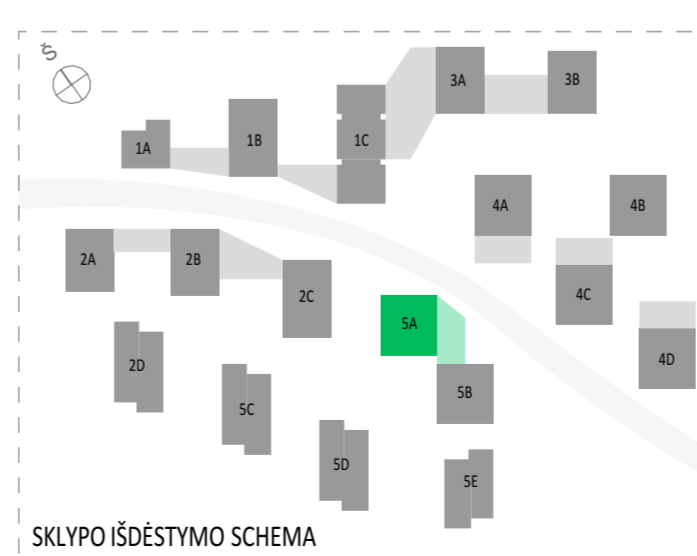 Š
3A
3B
1A
1B
1C
4A
4B
2A
2B
2C
4C
5A
4D
2D
5B
5C
5D
5E
SKLYPO IŠDĖSTYMO SCHEMA